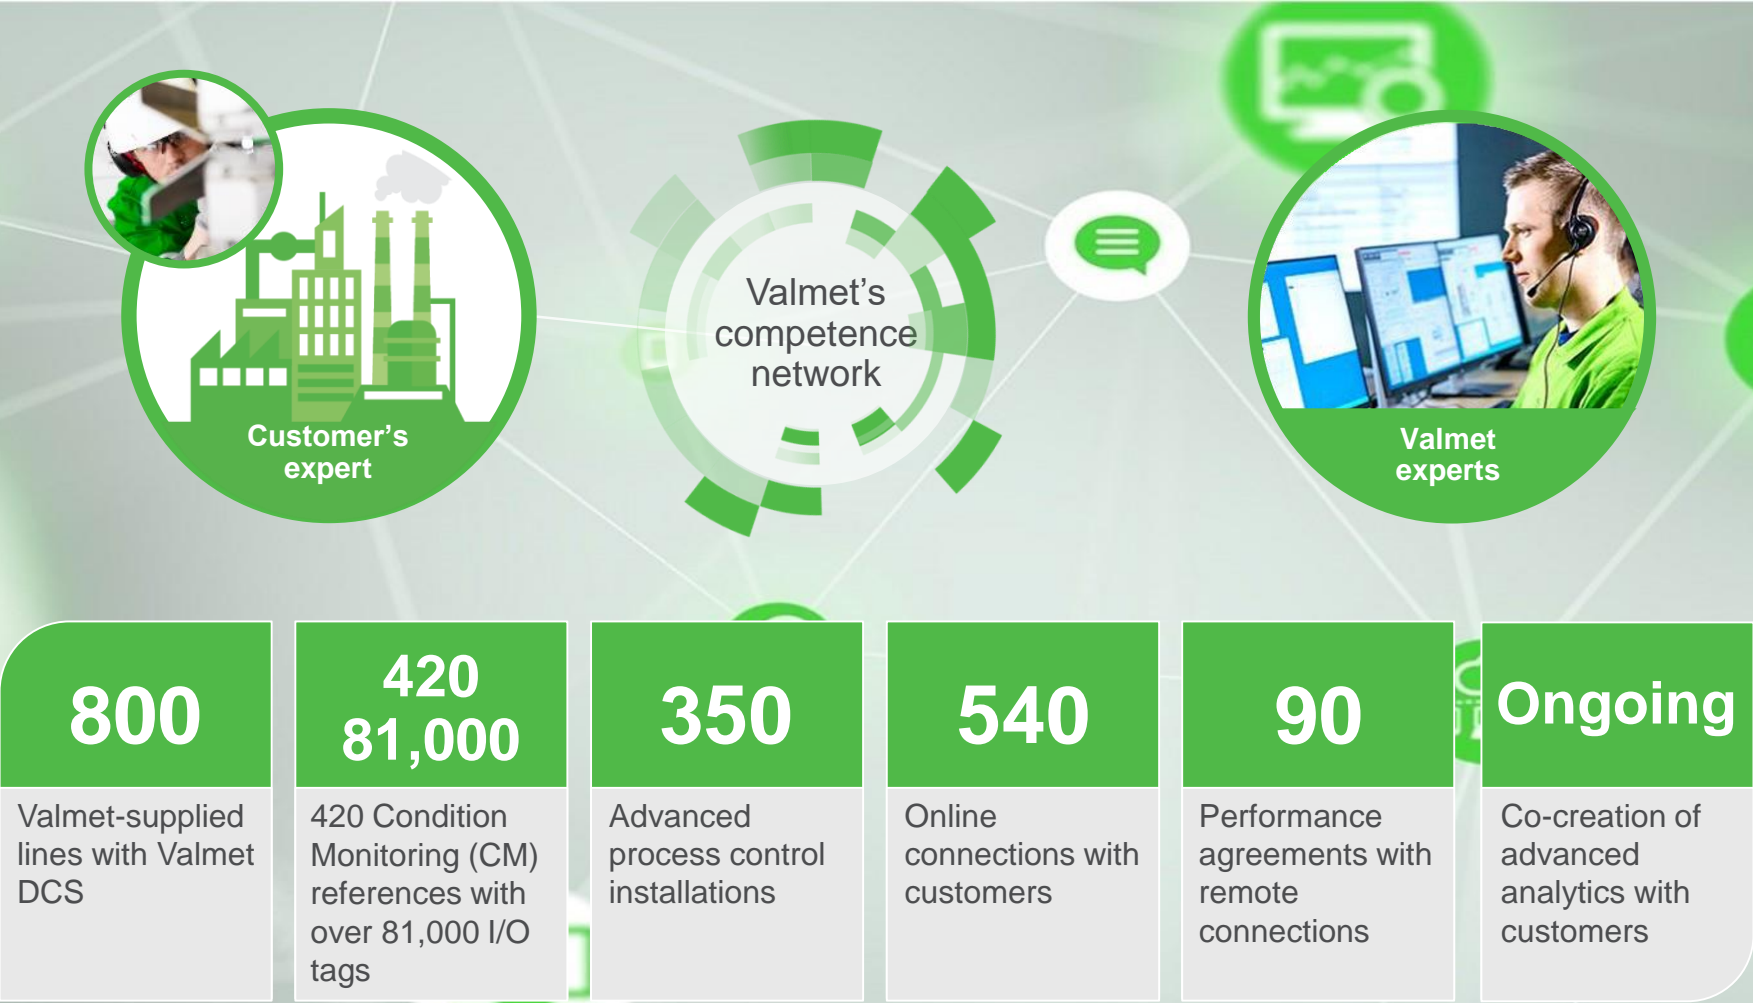 Valmet's
competence
network
Customer's
expert
Valmet
experts
800
Valmet-supplied
lines with Valmet
DCS
420
81,000
420 Condition
Monitoring (CM)
references with
over 81,000 I/O
tags
350
Advanced
process control
installations
540
Online
connections with
customers
90
Performance
agreements with
remote
connections
Ongoing
Co-creation of
advanced
analytics with
customers